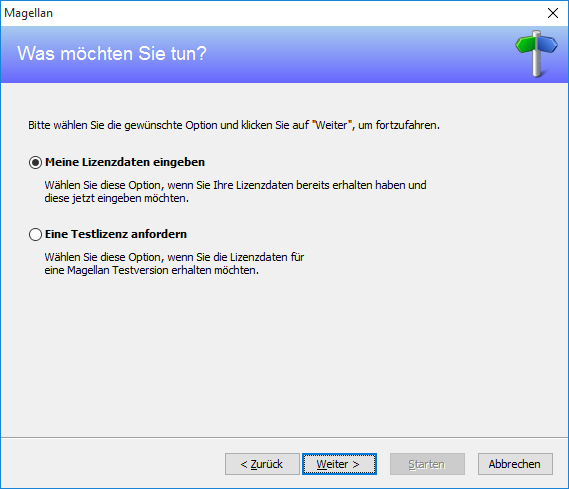 Magellan
Was möchten Sie tun?
Bitte wählen Sie die gewünschte Option und klicken Sie auf "Weiter", um fortzufahren.
Meine Lizenzdaten eingeben
Wählen Sie diese Option, wenn Sie Ihre Lizenzdaten bereits erhalten haben und
diese jetzt eingeben möchten.
Eine Testlizenz anfordern
Wählen Sie diese Option, wenn Sie die Lizenzdaten für
eine Magellan Testversion erhalten möchten.
< Zurück
Weiter >
Starten
Abbrechen